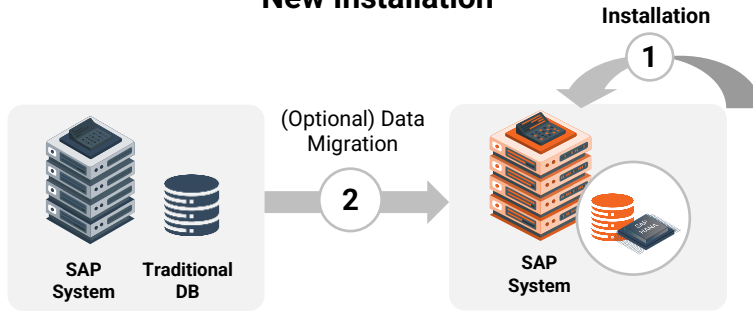 New Installation
Installation
1
(Optional) Data
Migration
2
SAP
System
Traditional
DB
SAP
HANA
SAP
System